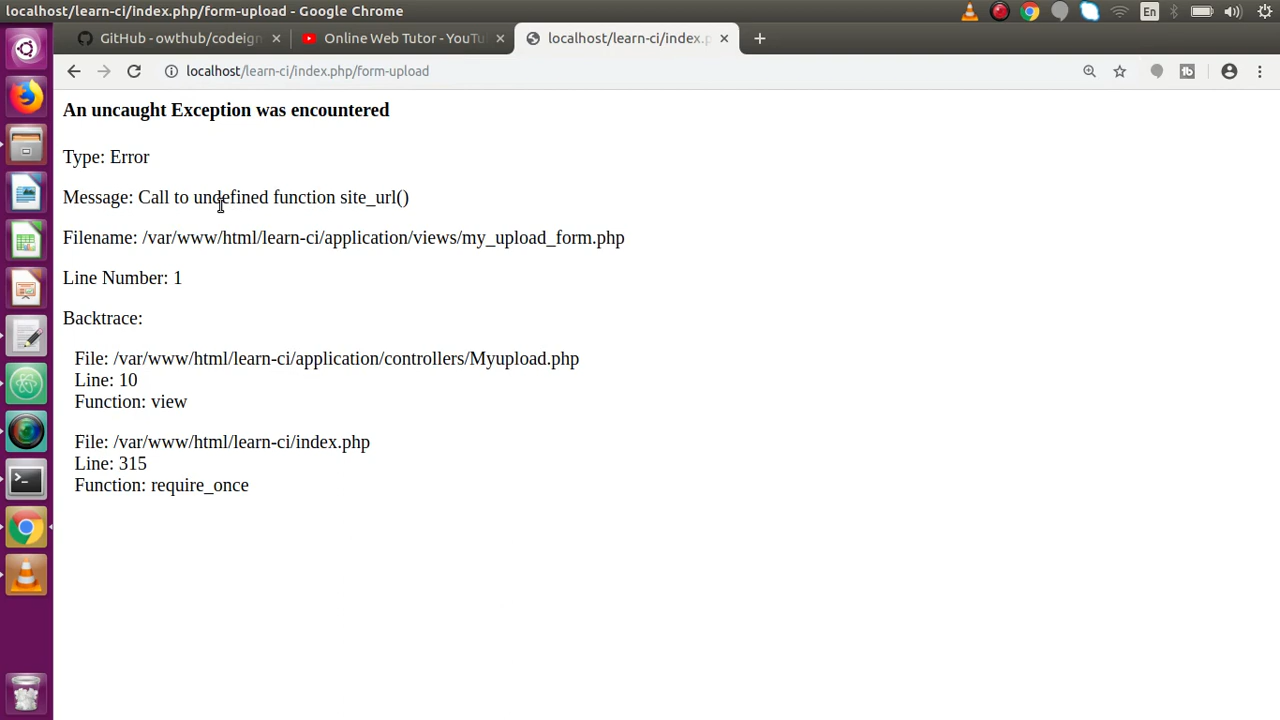 localhost/learn-ci/index.php/form-upload - Google Chrome
En
GitHub - owthub/codeign
Online Web Tutor - YouTu
localhost/learn-ci/index.p
localhost/learn-ci/index.php/form-upload
An uncaught Exception was encountered
Type: Error
Message: Call to undefined function site_url()
Filename: /var/www/html/learn-ci/application/views/my_upload_form.php
Line Number: 1
Backtrace:
File: /var/www/html/learn-ci/application/controllers/Myupload.php
Line: 10
Function: view
File: /var/www/html/learn-ci/index.php
Line: 315
Function: require_once